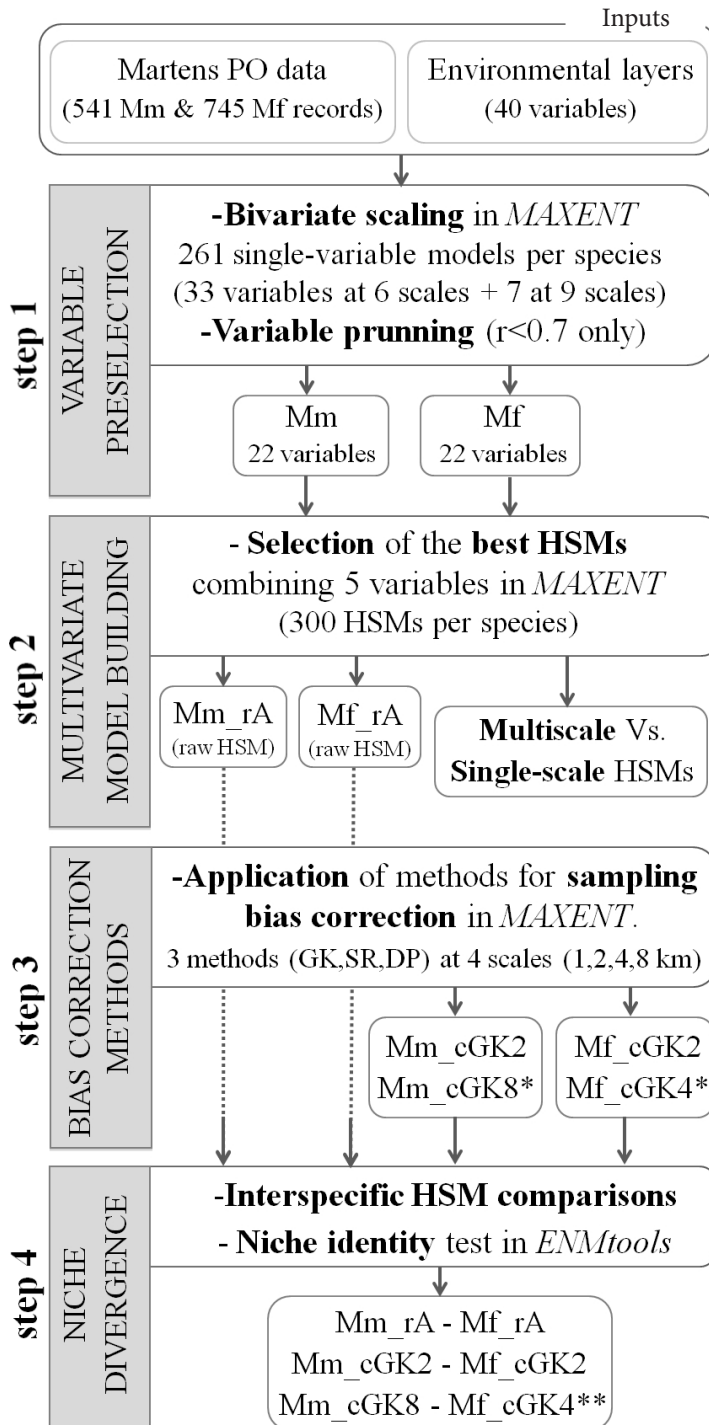 Inputs
Martens PO data
(541 Mm & 745 Mf records)
Environmental layers
(40 variables)
step 1
VARIABLE
PRESELECTION
-Bivariate scaling in MAXENT
261 single-variable models per species
(33 variables at 6 scales + 7 at 9 scales)
-Variable prunning (r<0.7 only)
Mm
22 variables
Mf
22 variables
step 2
MULTIVARIATE
MODEL BUILDING
- Selection of the best HSMs
combining 5 variables in MAXENT
(300 HSMs per species)
Mm_rA
(raw HSM)
Mf_rA
(raw HSM)
Multiscale Vs.
Single-scale HSMs
step 3
BIAS CORRECTION
METHODS
-Application of methods for sampling
bias correction in MAXENT.
3 methods (GK,SR,DP) at 4 scales (1,2,4,8 km)
Mm_cGK2
Mm_cGK8*
Mf_cGK2
Mf_cGK4*
step 4
NICHE
DIVERGENCE
-Interspecific HSM comparisons
- Niche identity test in ENMtools
Mm_rA - Mf_rA
Mm_cGK2 - Mf_cGK2
Mm_cGK8 - Mf_cGK4**